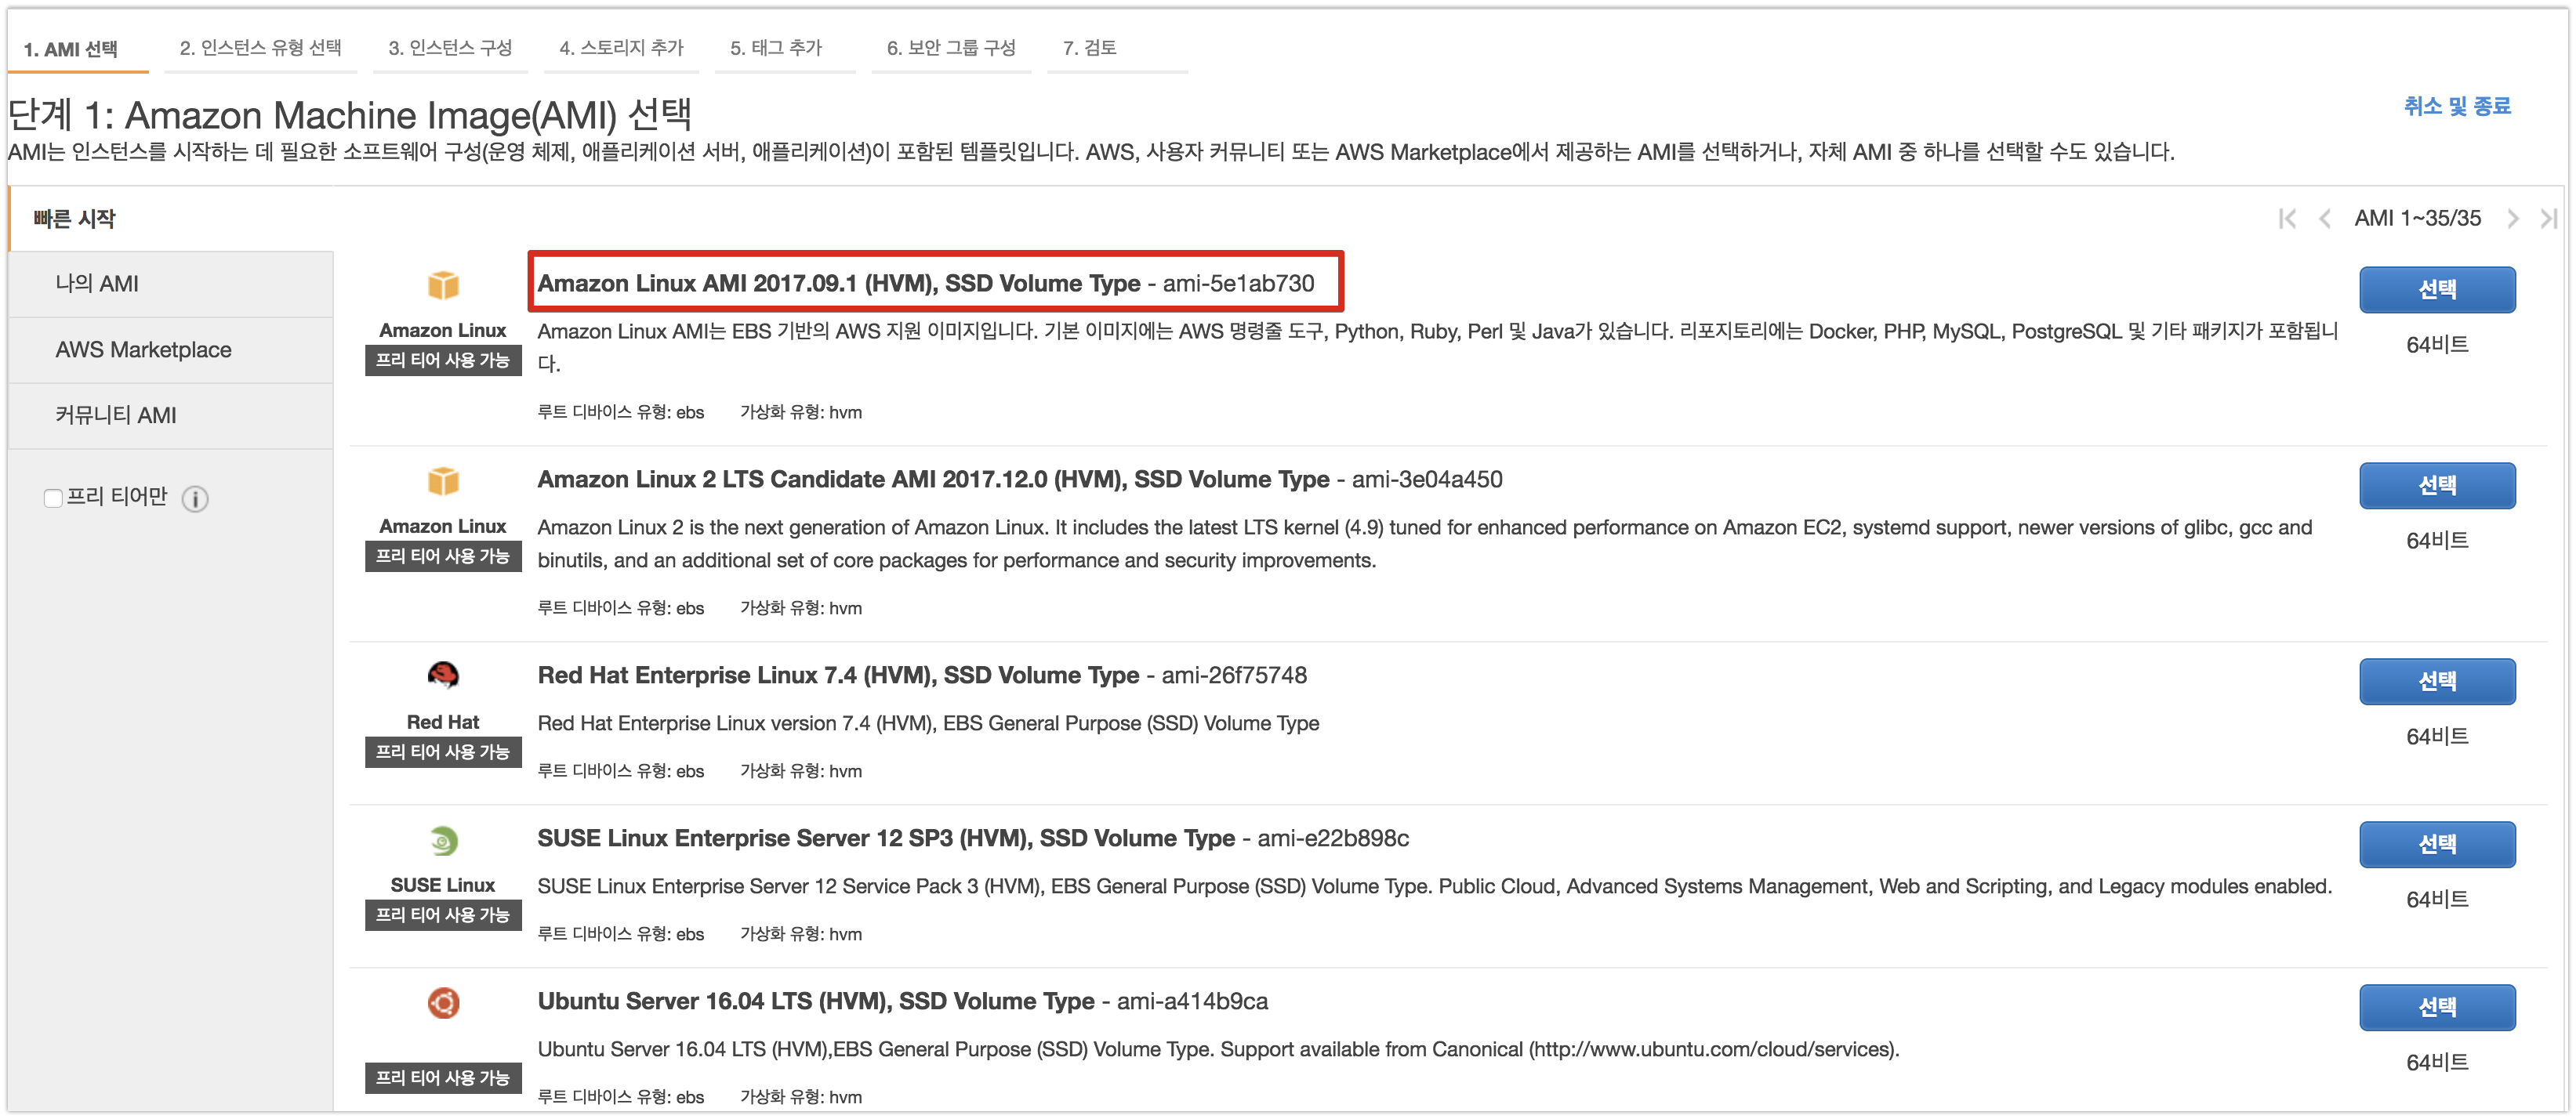 1. AMI 선택
2. 인스턴스 유형 선택
3. 인스턴스 구성
4. 스토리지 추가
5. 태그 추가
6. 보안 그룹 구성
7. 검토
단계 1: Amazon Machine Image(AMI) 선택
취소 및 종료
AMI는 인스턴스를 시작하는 데 필요한 소프트웨어 구성(운영 체제, 애플리케이션 서버, 애플리케이션)이 포함된 템플릿입니다. AWS, 사용자 커뮤니티 또는 AWS Marketplace에서 제공하는 AMI를 선택하거나, 자체 AMI 중 하나를 선택할 수도 있습니다.
빠른 시작
AMI 1~35/35
나의 AMI
AWS Marketplace
커뮤니티 AMI
프리 티어만
Amazon Linux
프리 티어 사용 가능
Amazon Linux AMI 2017.09.1 (HVM), SSD Volume Type - ami-5e1ab730
Amazon Linux AMI는 EBS 기반의 AWS 지원 이미지입니다. 기본 이미지에는 AWS 명령줄 도구, Python, Ruby, Perl 및 Java가 있습니다. 리포지토리에는 Docker, PHP, MySQL, PostgreSQL 및 기타 패키지가 포함됩니
다.
루트 디바이스 유형: ebs 가상화 유형: hvm
선택
64비트
Amazon Linux
프리 티어 사용 가능
Amazon Linux 2 LTS Candidate AMI 2017.12.0 (HVM), SSD Volume Type - ami-3e04a450
Amazon Linux 2 is the next generation of Amazon Linux. It includes the latest LTS kernel (4.9) tuned for enhanced performance on Amazon EC2, systemd support, newer versions of glibc, gcc and
binutils, and an additional set of core packages for performance and security improvements.
루트 디바이스 유형: ebs 가상화 유형: hvm
선택
64비트
Red Hat
프리 티어 사용 가능
Red Hat Enterprise Linux 7.4 (HVM), SSD Volume Type - ami-26f75748
Red Hat Enterprise Linux version 7.4 (HVM), EBS General Purpose (SSD) Volume Type
루트 디바이스 유형: ebs 가상화 유형: hvm
선택
64비트
SUSE Linux
프리 티어 사용 가능
SUSE Linux Enterprise Server 12 SP3 (HVM), SSD Volume Type - ami-e22b898c
SUSE Linux Enterprise Server 12 Service Pack 3 (HVM), EBS General Purpose (SSD) Volume Type. Public Cloud, Advanced Systems Management, Web and Scripting, and Legacy modules enabled.
루트 디바이스 유형: ebs 가상화 유형: hvm
선택
64비트
프리 티어 사용 가능
Ubuntu Server 16.04 LTS (HVM), SSD Volume Type - ami-a414b9ca
Ubuntu Server 16.04 LTS (HVM),EBS General Purpose (SSD) Volume Type. Support available from Canonical (http://www.ubuntu.com/cloud/services).
루트 디바이스 유형: ebs 가상화 유형: hvm
선택
64비트